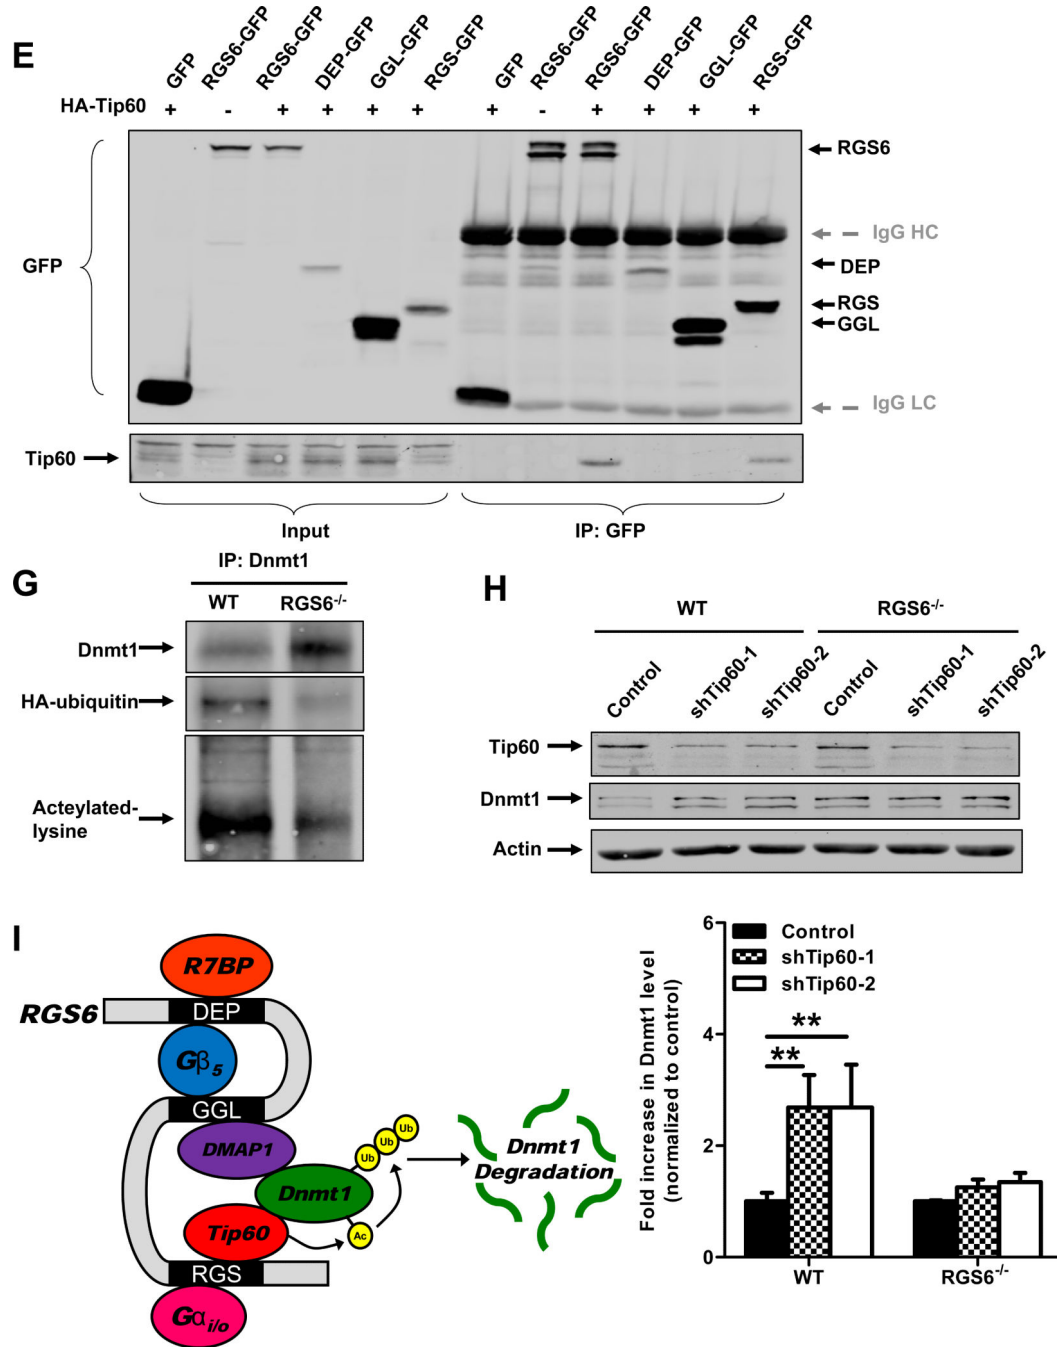 E
GFP RGS6-GFP RGS6-GFP DEP-GFP GGL-GFP RGS-GFP GFP RGS6-GFP RGS6-GFP DEP-GFP GGL-GFP RGS-GFP
HA-Tip60 + - + + + + + - + + + +
GFP
RGS6
IgG HC
DEP
RGS
GGL
IgG LC
Tip60
Input
IP: GFP
G
IP: Dnmt1
WT RGS6-/-
Dnmt1
HA-ubiquitin
Acteylated-
lysine
H
WT RGS6-/-
Control shTip60-1 shTip60-2 Control shTip60-1 shTip60-2
Tip60
Dnmt1
Actin
I
R7BP
RGS6 DEP
Gβ5
GGL
DMAP1
Ub Ub Ub
Dnmt1
Ac
Tip60
RGS
Gαi/o
Dnmt1
Degradation
Fold increase in Dnmt1 level
(normalized to control)
6
4
2
0
Control
shTip60-1
shTip60-2
**
**
WT RGS6-/-